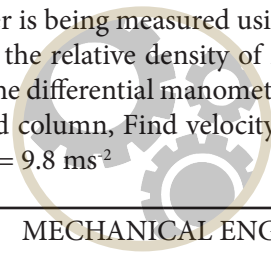 er is being measured usi
the relative density of
he differential manomet
d column, Find velocity
= 9.8 ms⁻²
MECHANICAL ENG